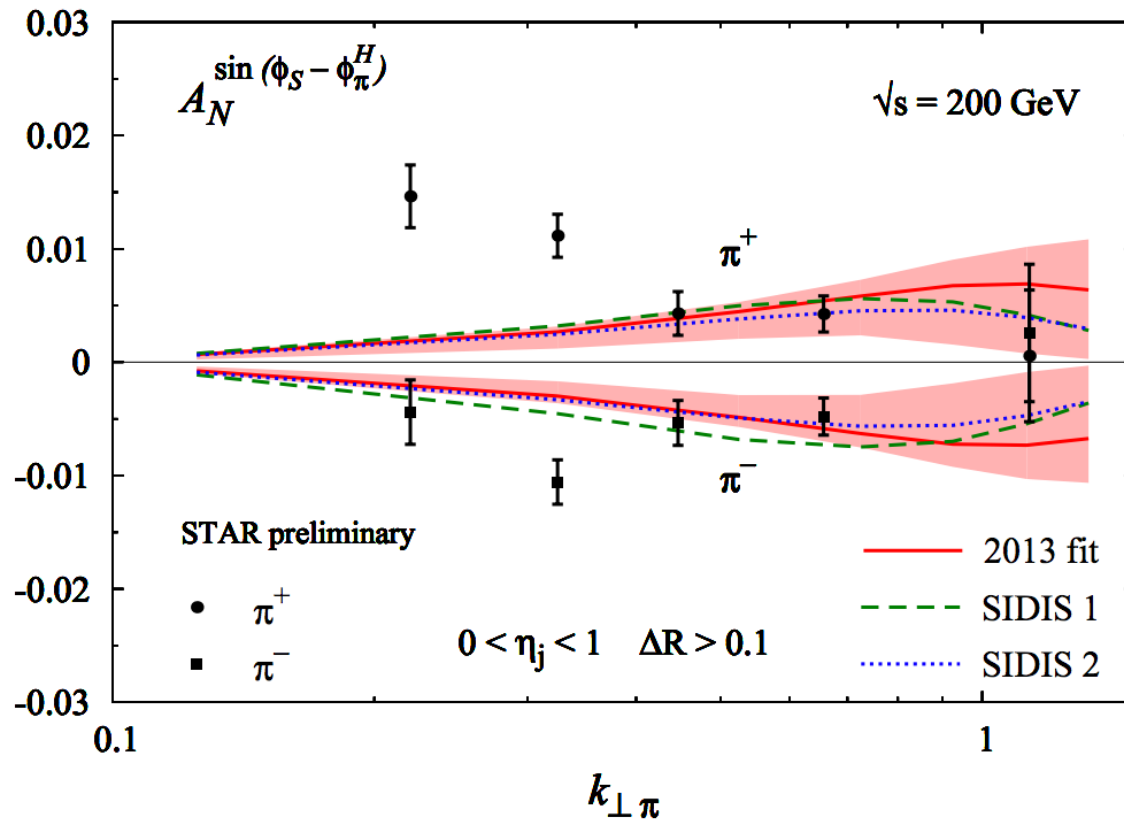 0.03
0.02
0.01
0
-0.01
-0.02
-0.03
A_N^{sin (ϕ_S − ϕ_π^H)}
√s = 200 GeV
π⁺
π⁻
STAR preliminary
π⁺
π⁻
0 < η_j < 1 ΔR > 0.1
2013 fit
SIDIS 1
SIDIS 2
0.1
1
k_{⊥ π}